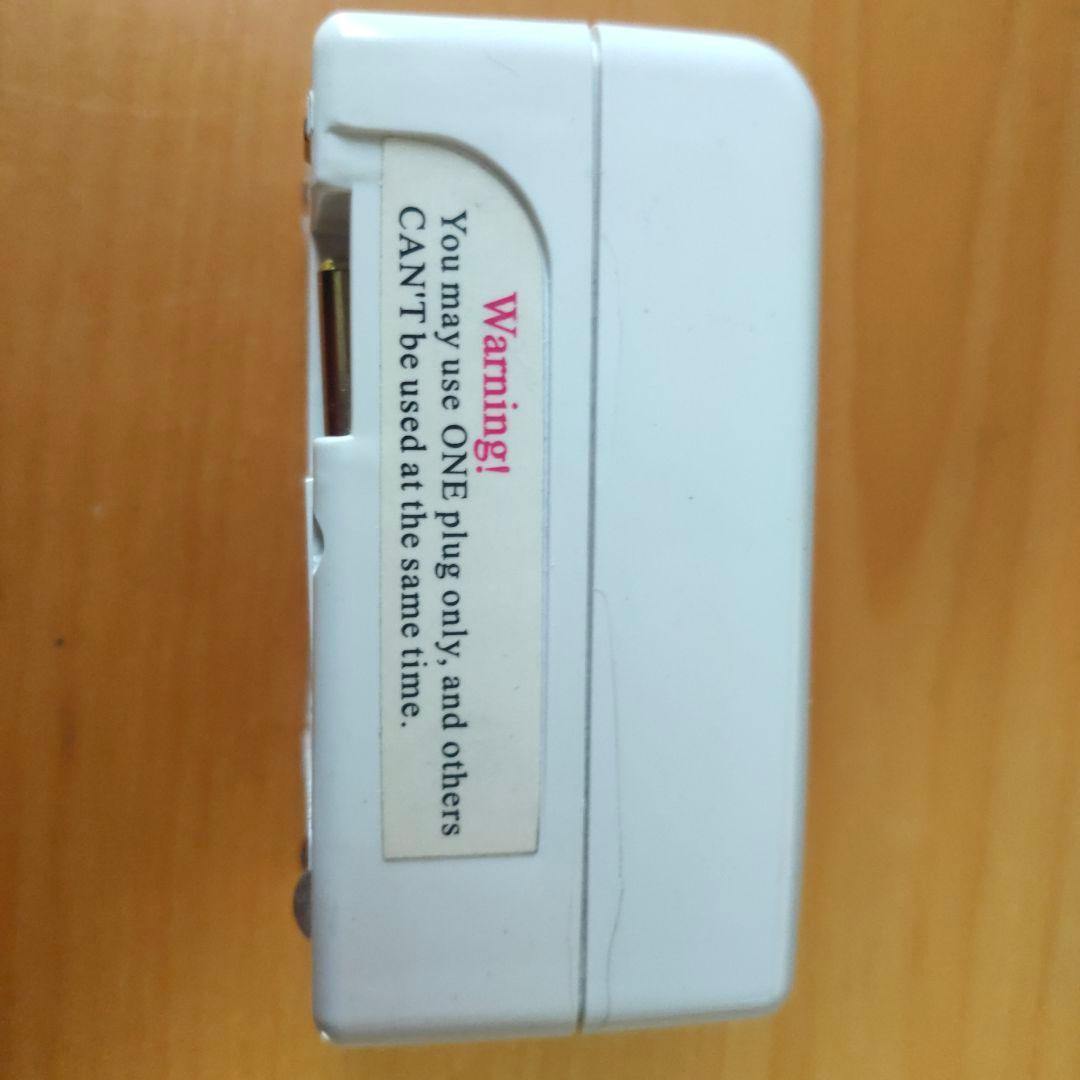 Warning!
You may use ONE plug only, and others
CAN'T be used at the same time.